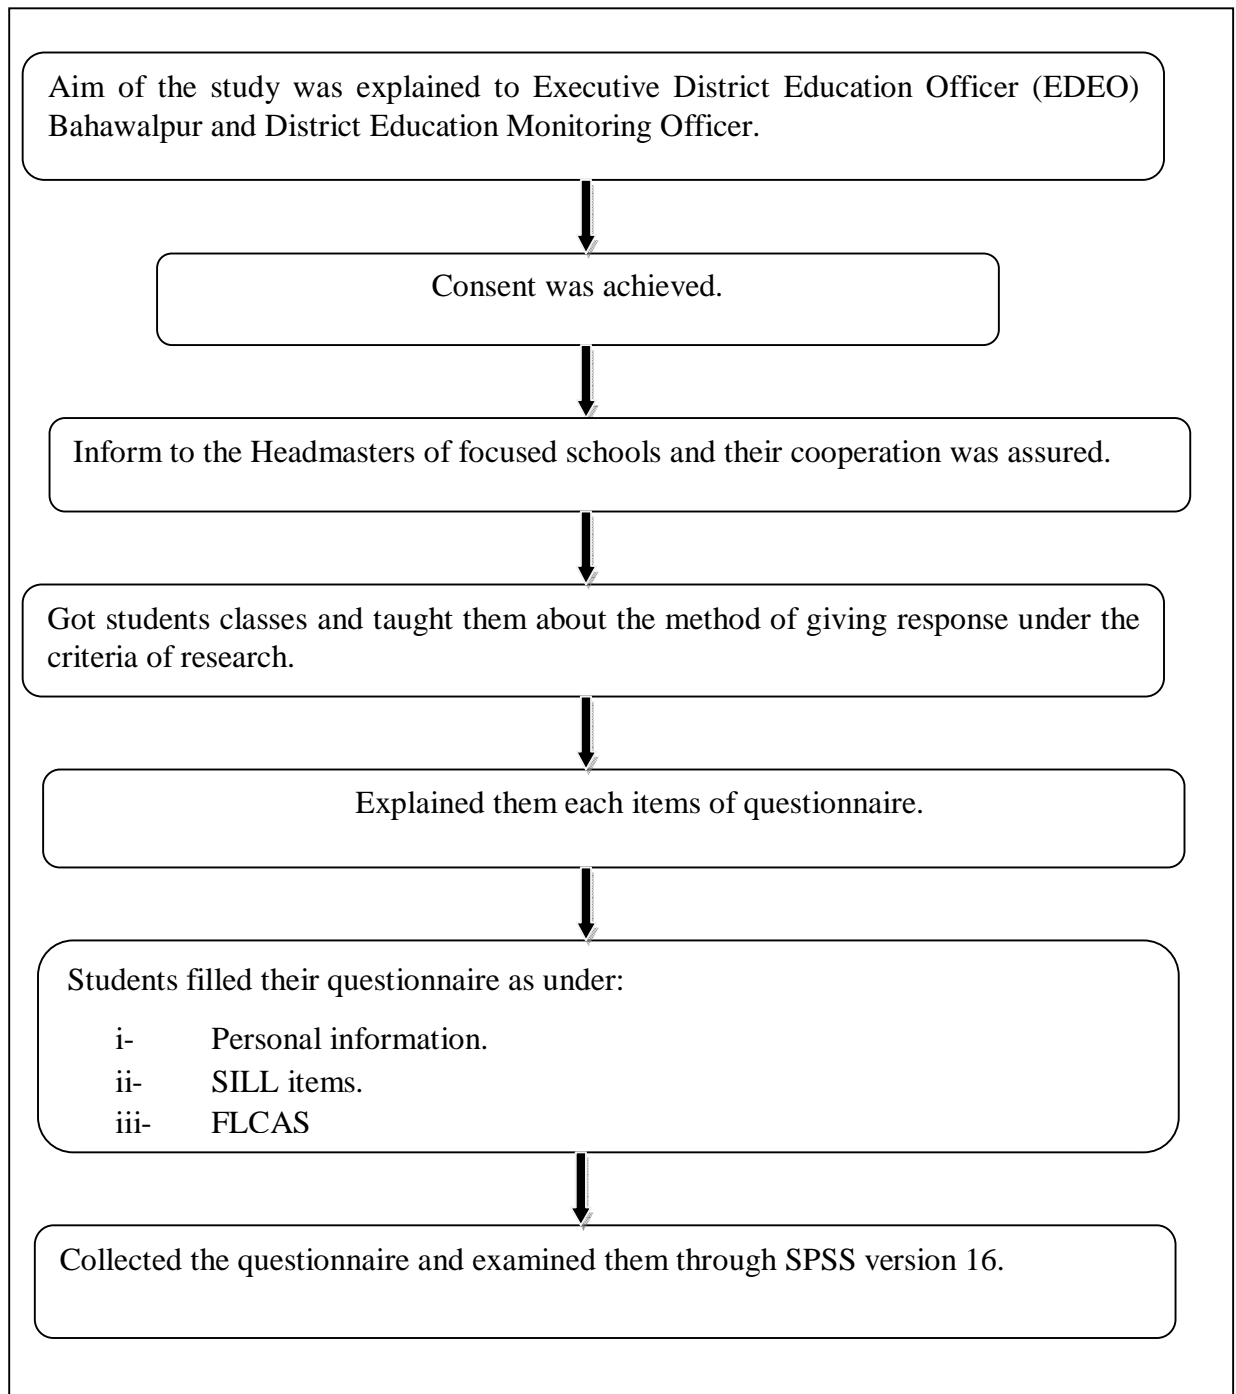 Aim of the study was explained to Executive District Education Officer (EDEO)
Bahawalpur and District Education Monitoring Officer.
Consent was achieved.
Inform to the Headmasters of focused schools and their cooperation was assured.
Got students classes and taught them about the method of giving response under the
criteria of research.
Explained them each items of questionnaire.
Students filled their questionnaire as under:
i- Personal information.
ii- SILL items.
iii- FLCAS
Collected the questionnaire and examined them through SPSS version 16.